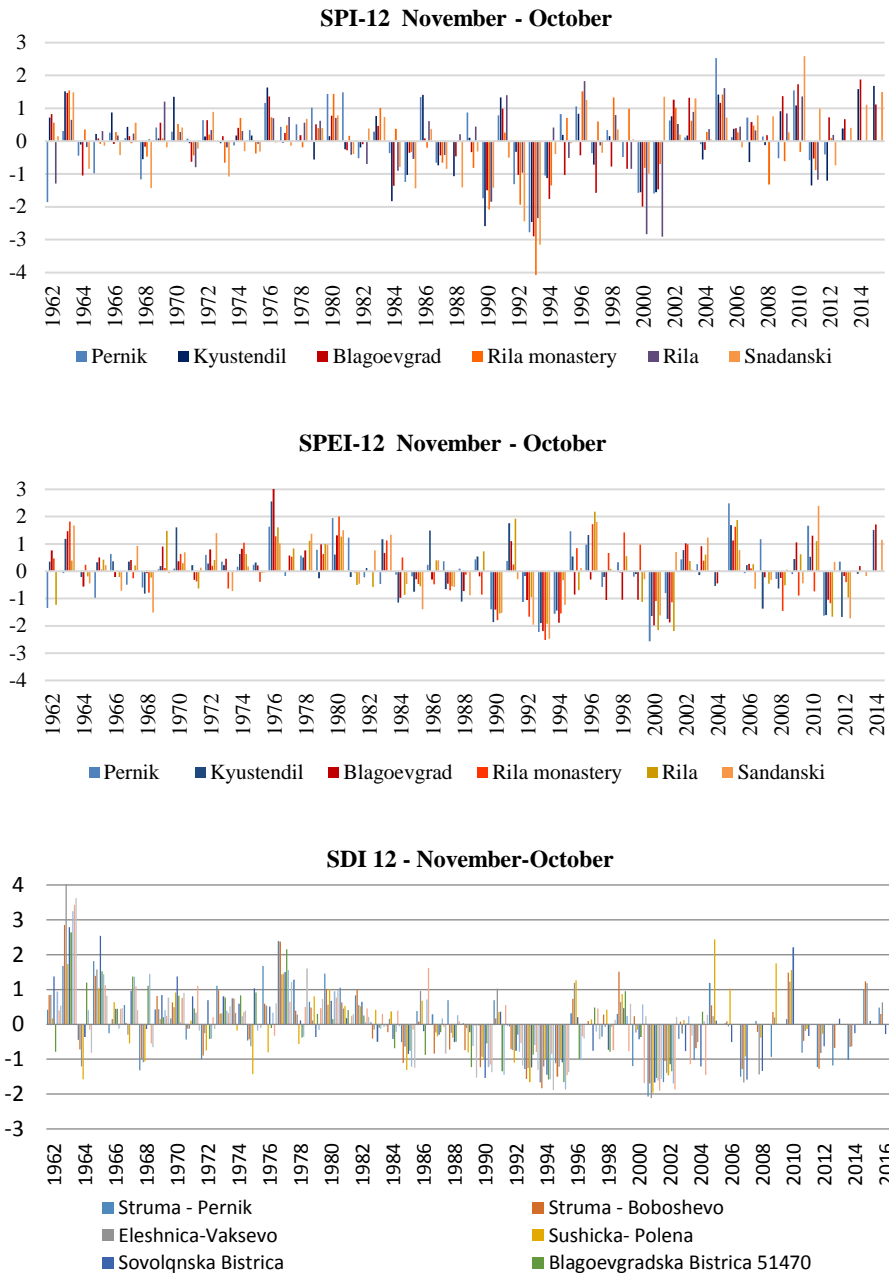 SPI-12 November - October
3
2
1
0
-1
-2
-3
-4
1962 1964 1966 1968 1970 1972 1974 1976 1978 1980 1982 1984 1986 1988 1990 1992 1994 1996 1998 2000 2002 2004 2006 2008 2010 2012 2014
Pernik Kyustendil Blagoevgrad Rila monastery Rila Snadanski
SPEI-12 November - October
3
2
1
0
-1
-2
-3
-4
1962 1964 1966 1968 1970 1972 1974 1976 1978 1980 1982 1984 1986 1988 1990 1992 1994 1996 1998 2000 2002 2004 2006 2008 2010 2012 2014
Pernik Kyustendil Blagoevgrad Rila monastery Rila Sandanski
SDI 12 - November-October
4
3
2
1
0
-1
-2
-3
1962 1964 1966 1968 1970 1972 1974 1976 1978 1980 1982 1984 1986 1988 1990 1992 1994 1996 1998 2000 2002 2004 2006 2008 2010 2012 2014 2016
Struma - Pernik Struma - Boboshevo
Eleshnica-Vaksevo Sushicka- Polena
Sovolqnska Bistrica Blagoevgradska Bistrica 51470